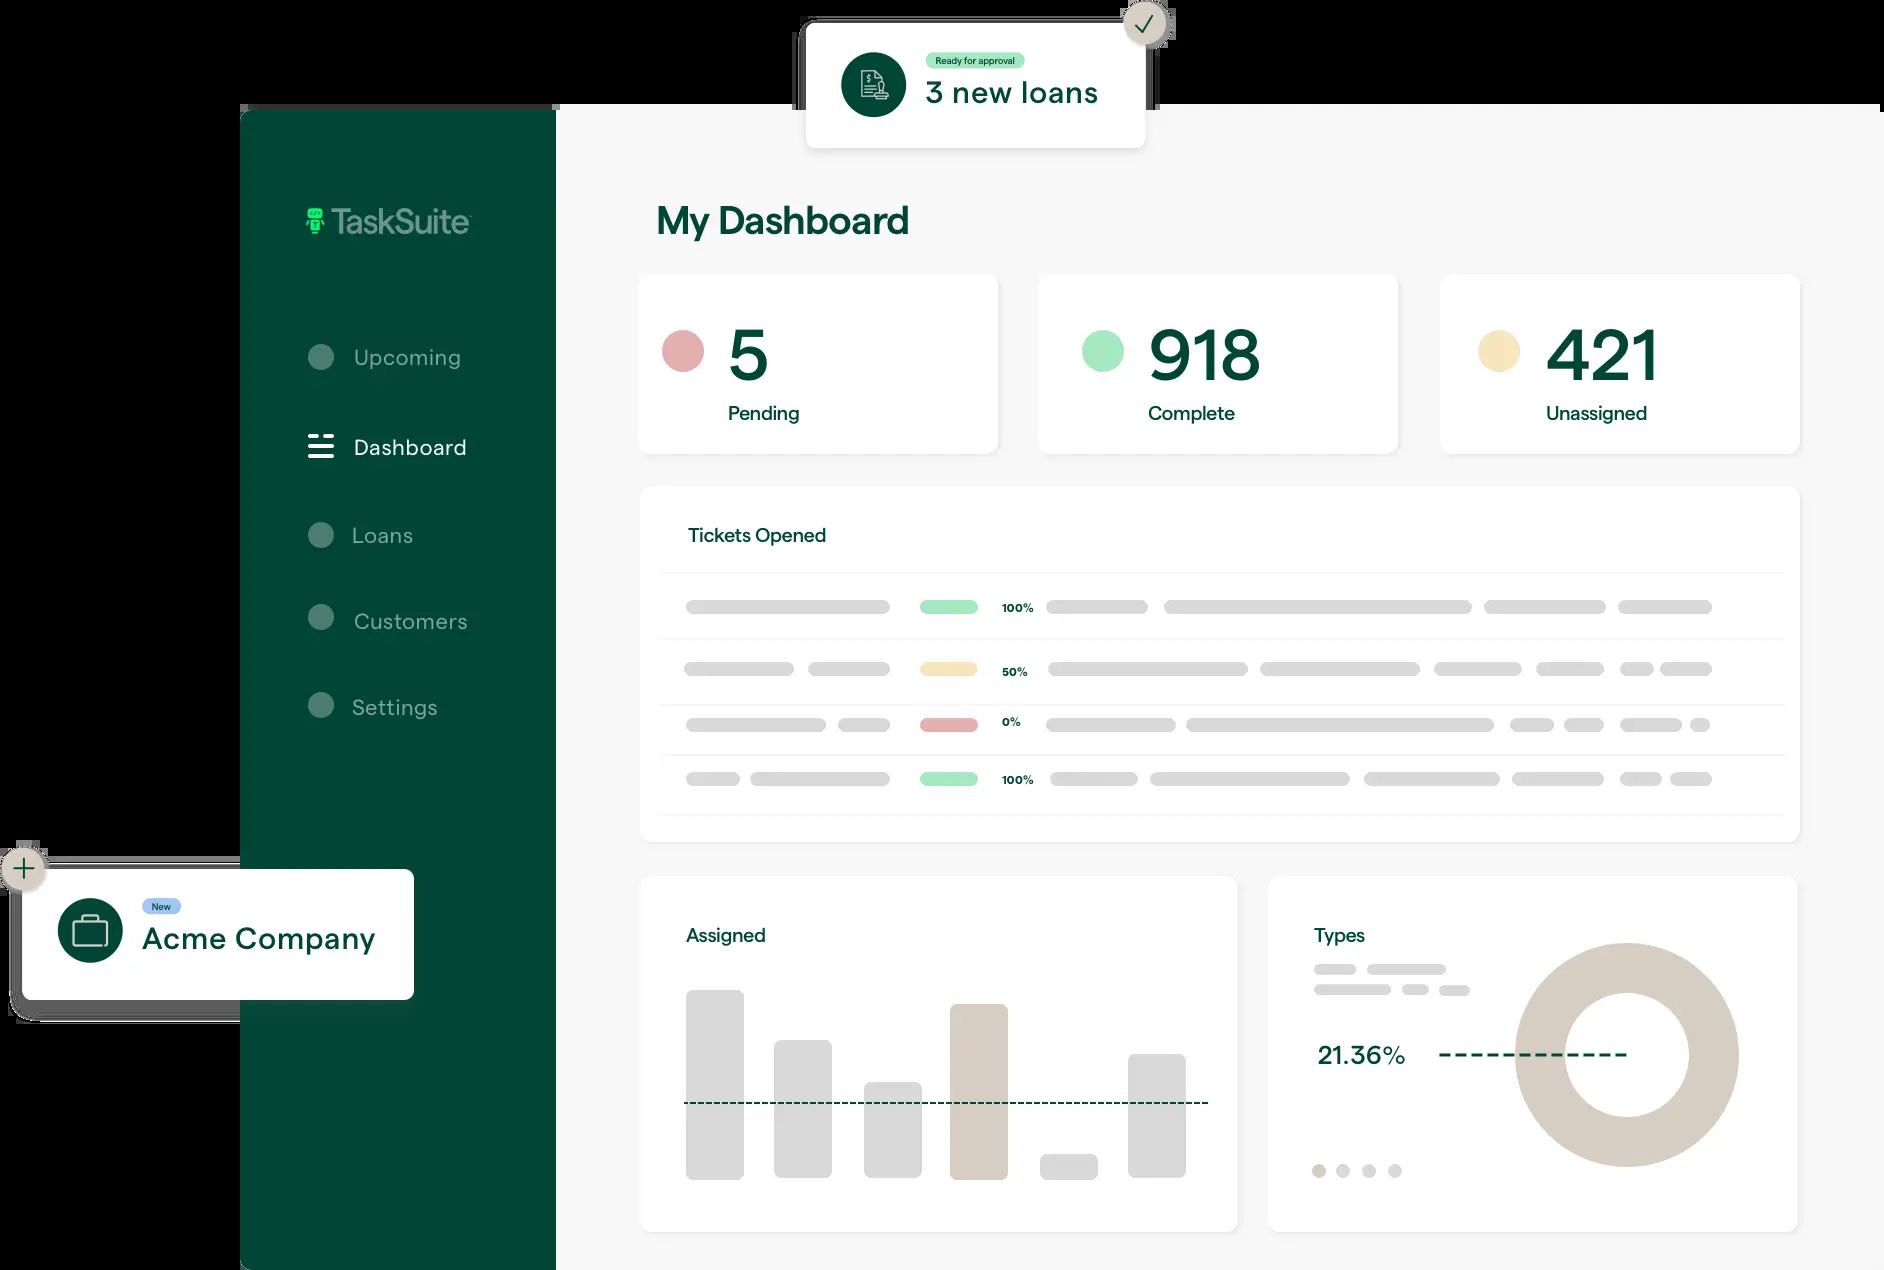 Ready for approval
3 new loans
TaskSuite
Upcoming
Dashboard
Loans
Customers
Settings
New
Acme Company
My Dashboard
5
Pending
918
Complete
421
Unassigned
Tickets Opened
100%
50%
0%
100%
Assigned
Types
21.36%